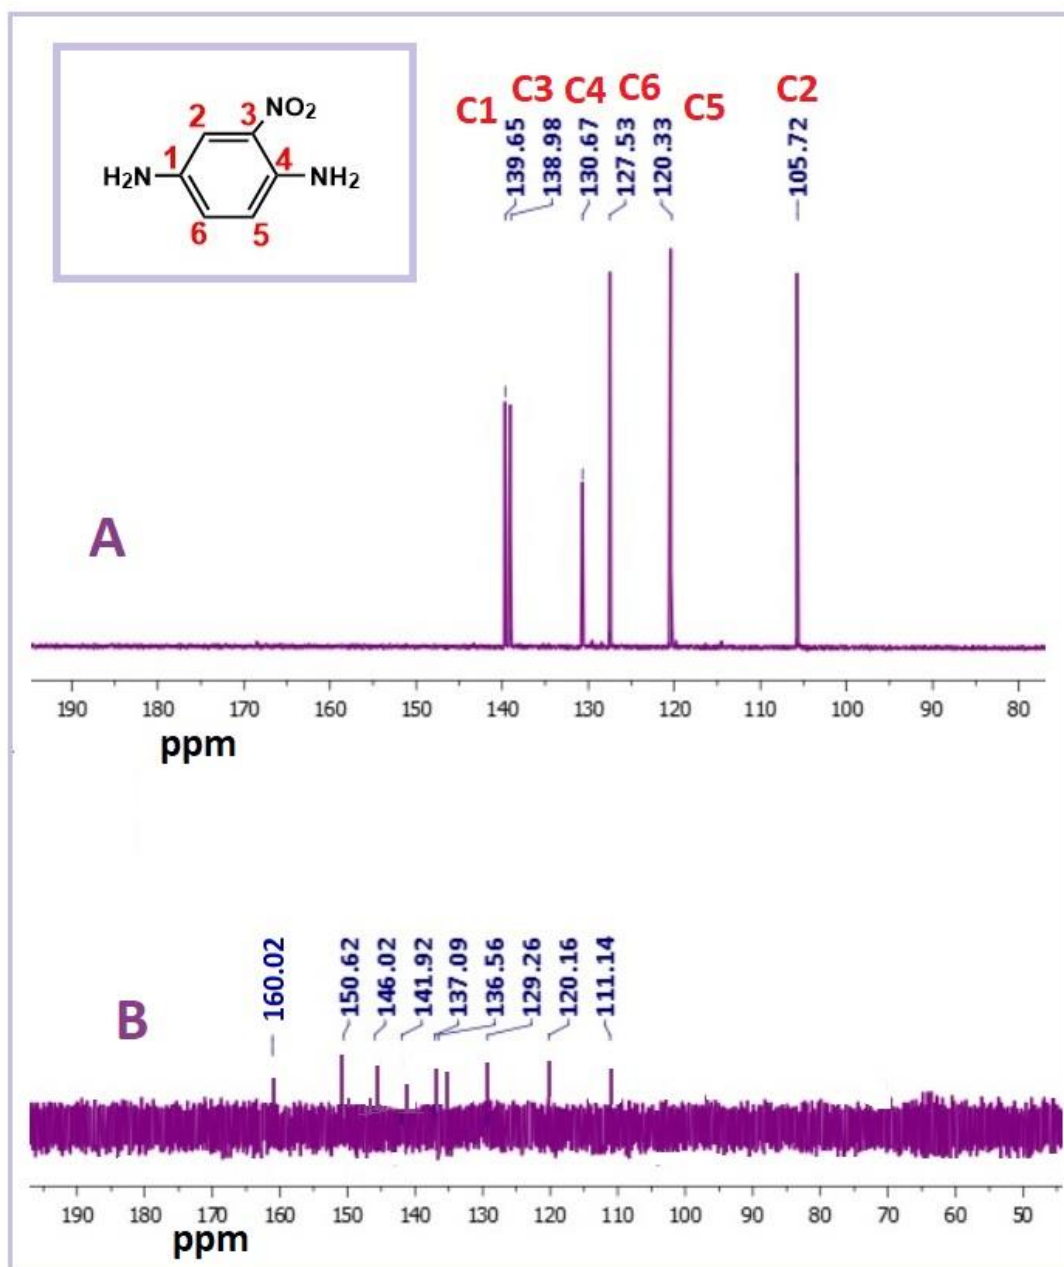 C1 C3 C4 C6 C5 C2
139.65 138.98 130.67 127.53 120.33 105.72
2 3 NO2
1 4
H2N NH2
6 5
A
190 180 170 160 150 140 130 120 110 100 90 80
ppm
160.02 150.62 146.02 141.92 137.09 136.56 129.26 120.16 111.14
B
190 180 170 160 150 140 130 120 110 100 90 80 70 60 50
ppm